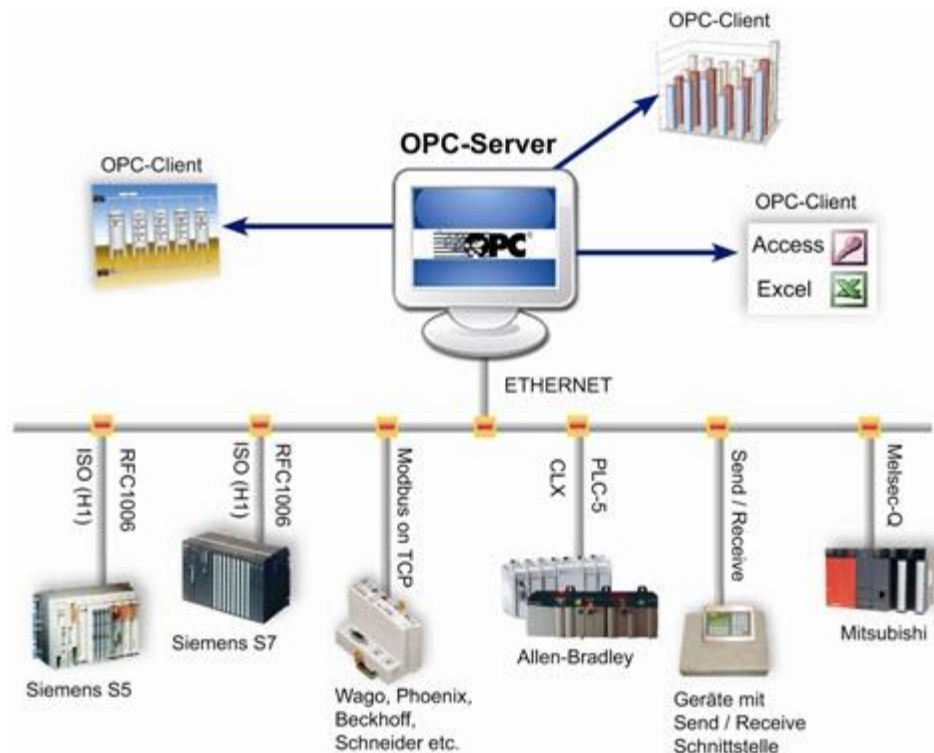 OPC-Client
OPC-Server
OPC-Client
OPC-Client
OPC®
Access
Excel
ETHERNET
RFC1006
ISO (H1)
RFC1006
ISO (H1)
Modbus on TCP
PLC-5
CLX
Send / Receive
Melsec-Q
Siemens S5
Siemens S7
Wago, Phoenix,
Beckhoff,
Schneider etc.
Allen-Bradley
Geräte mit
Send / Receive
Schnittstelle
Mitsubishi